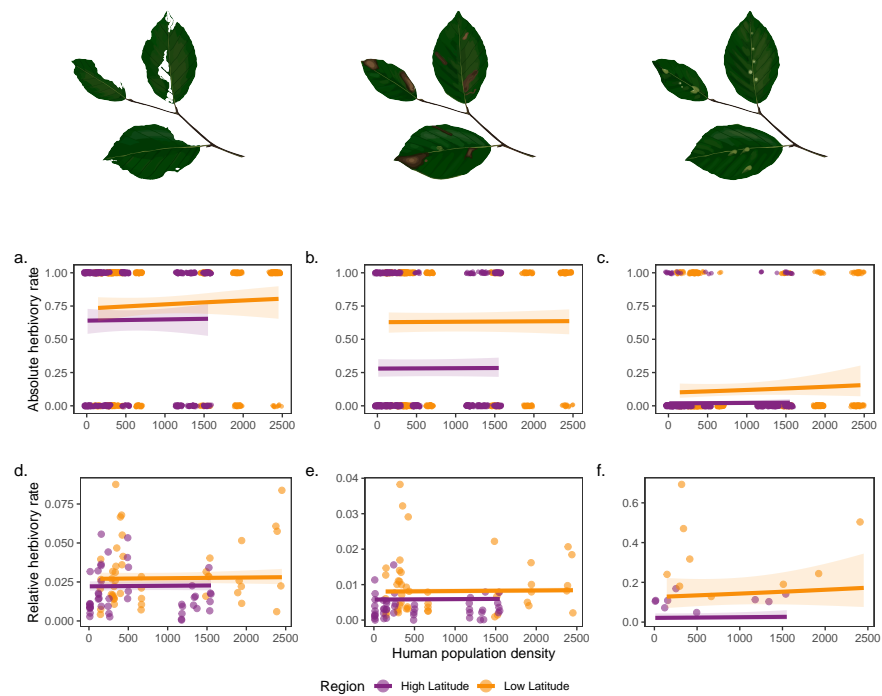 a.
b.
c.
Absolute herbivory rate
1.00
0.75
0.50
0.25
0.00
0 500 1000 1500 2000 2500
1.00
0.75
0.50
0.25
0.00
0 500 1000 1500 2000 2500
1.00
0.75
0.50
0.25
0.00
0 500 1000 1500 2000 2500
d.
e.
f.
Relative herbivory rate
0.075
0.050
0.025
0.000
0 500 1000 1500 2000 2500
0.04
0.03
0.02
0.01
0.00
0 500 1000 1500 2000 2500
0.6
0.4
0.2
0.0
0 500 1000 1500 2000 2500
Human population density
Region High Latitude Low Latitude